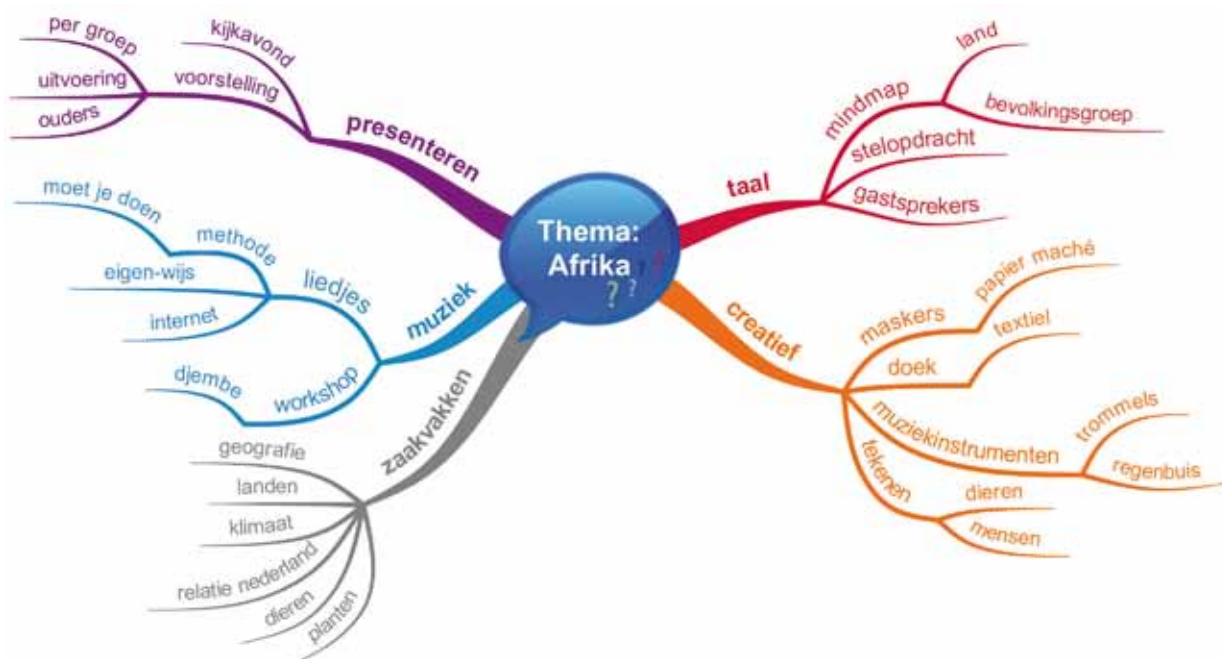 Thema:
Afrika
? ? ? ?
taal
mindmap
land
bevolkingsgroep
stelopdracht
gastsprekers
creatief
maskers
papier maché
doek
textiel
muziekinstrumenten
trommels
regenbuis
tekenen
dieren
mensen
zaakvakken
geografie
landen
klimaat
relatie nederland
dieren
planten
muziek
liedjes
methode
moet je doen
eigen-wijs
internet
workshop
djembe
presenteren
kijkavond
voorstelling
per groep
uitvoering
ouders